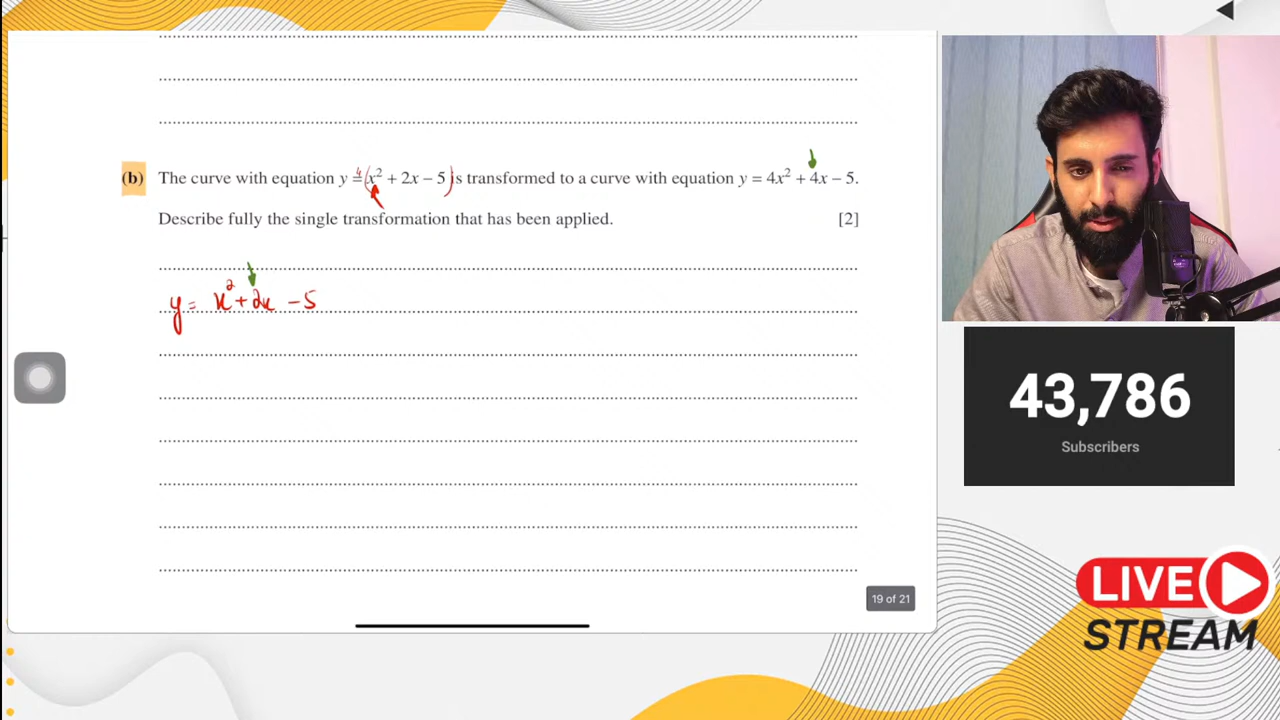 (b) The curve with equation y = 4(x² + 2x − 5) is transformed to a curve with equation y = 4x² + 4x − 5.
Describe fully the single transformation that has been applied. [2]
y = x² + 2x − 5
19 of 21
43,786
Subscribers
LIVE
STREAM